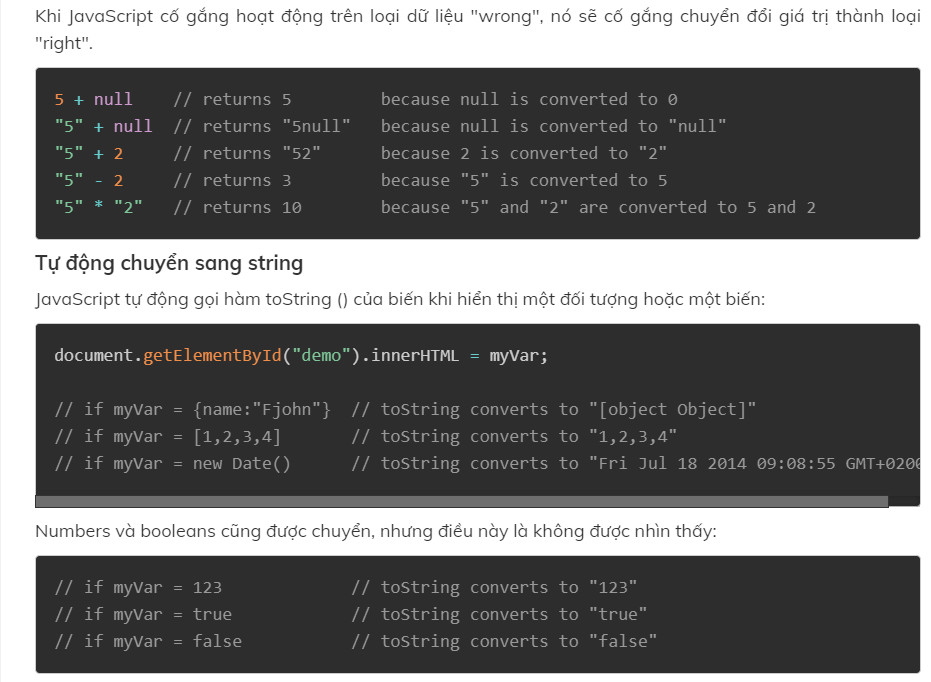 Khi JavaScript cố gắng hoạt động trên loại dữ liệu "wrong", nó sẽ cố gắng chuyển đổi giá trị thành loại
"right".
5 + null    // returns 5         because null is converted to 0
"5" + null  // returns "5null"   because null is converted to "null"
"5" + 2     // returns "52"      because 2 is converted to "2"
"5" - 2     // returns 3         because "5" is converted to 5
"5" * "2"   // returns 10        because "5" and "2" are converted to 5 and 2
Tự động chuyển sang string
JavaScript tự động gọi hàm toString () của biến khi hiển thị một đối tượng hoặc một biến:
document.getElementById("demo").innerHTML = myVar;
// if myVar = {name:"Fjohn"}  // toString converts to "[object Object]"
// if myVar = [1,2,3,4]       // toString converts to "1,2,3,4"
// if myVar = new Date()      // toString converts to "Fri Jul 18 2014 09:08:55 GMT+020
Numbers và booleans cũng được chuyển, nhưng điều này là không được nhìn thấy:
// if myVar = 123             // toString converts to "123"
// if myVar = true            // toString converts to "true"
// if myVar = false           // toString converts to "false"